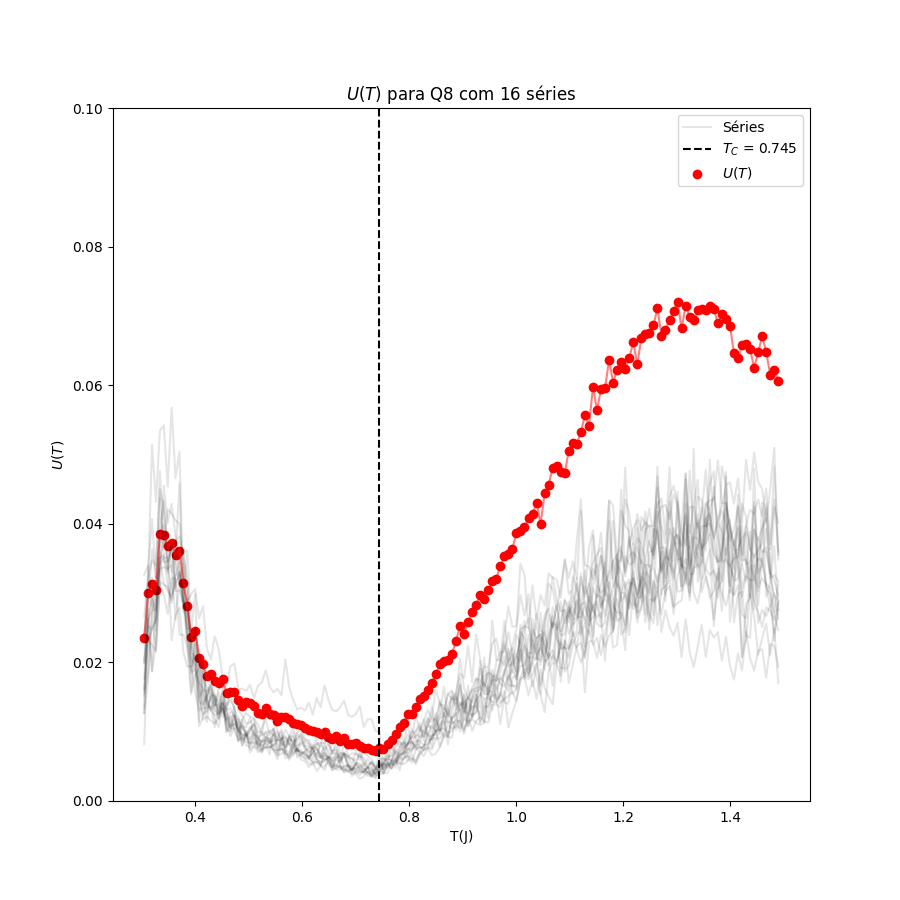 U(T) para Q8 com 16 séries
0.10
0.08
0.06
0.04
0.02
0.00
U(T)
Séries
T_C = 0.745
U(T)
0.4 0.6 0.8 1.0 1.2 1.4
T(J)